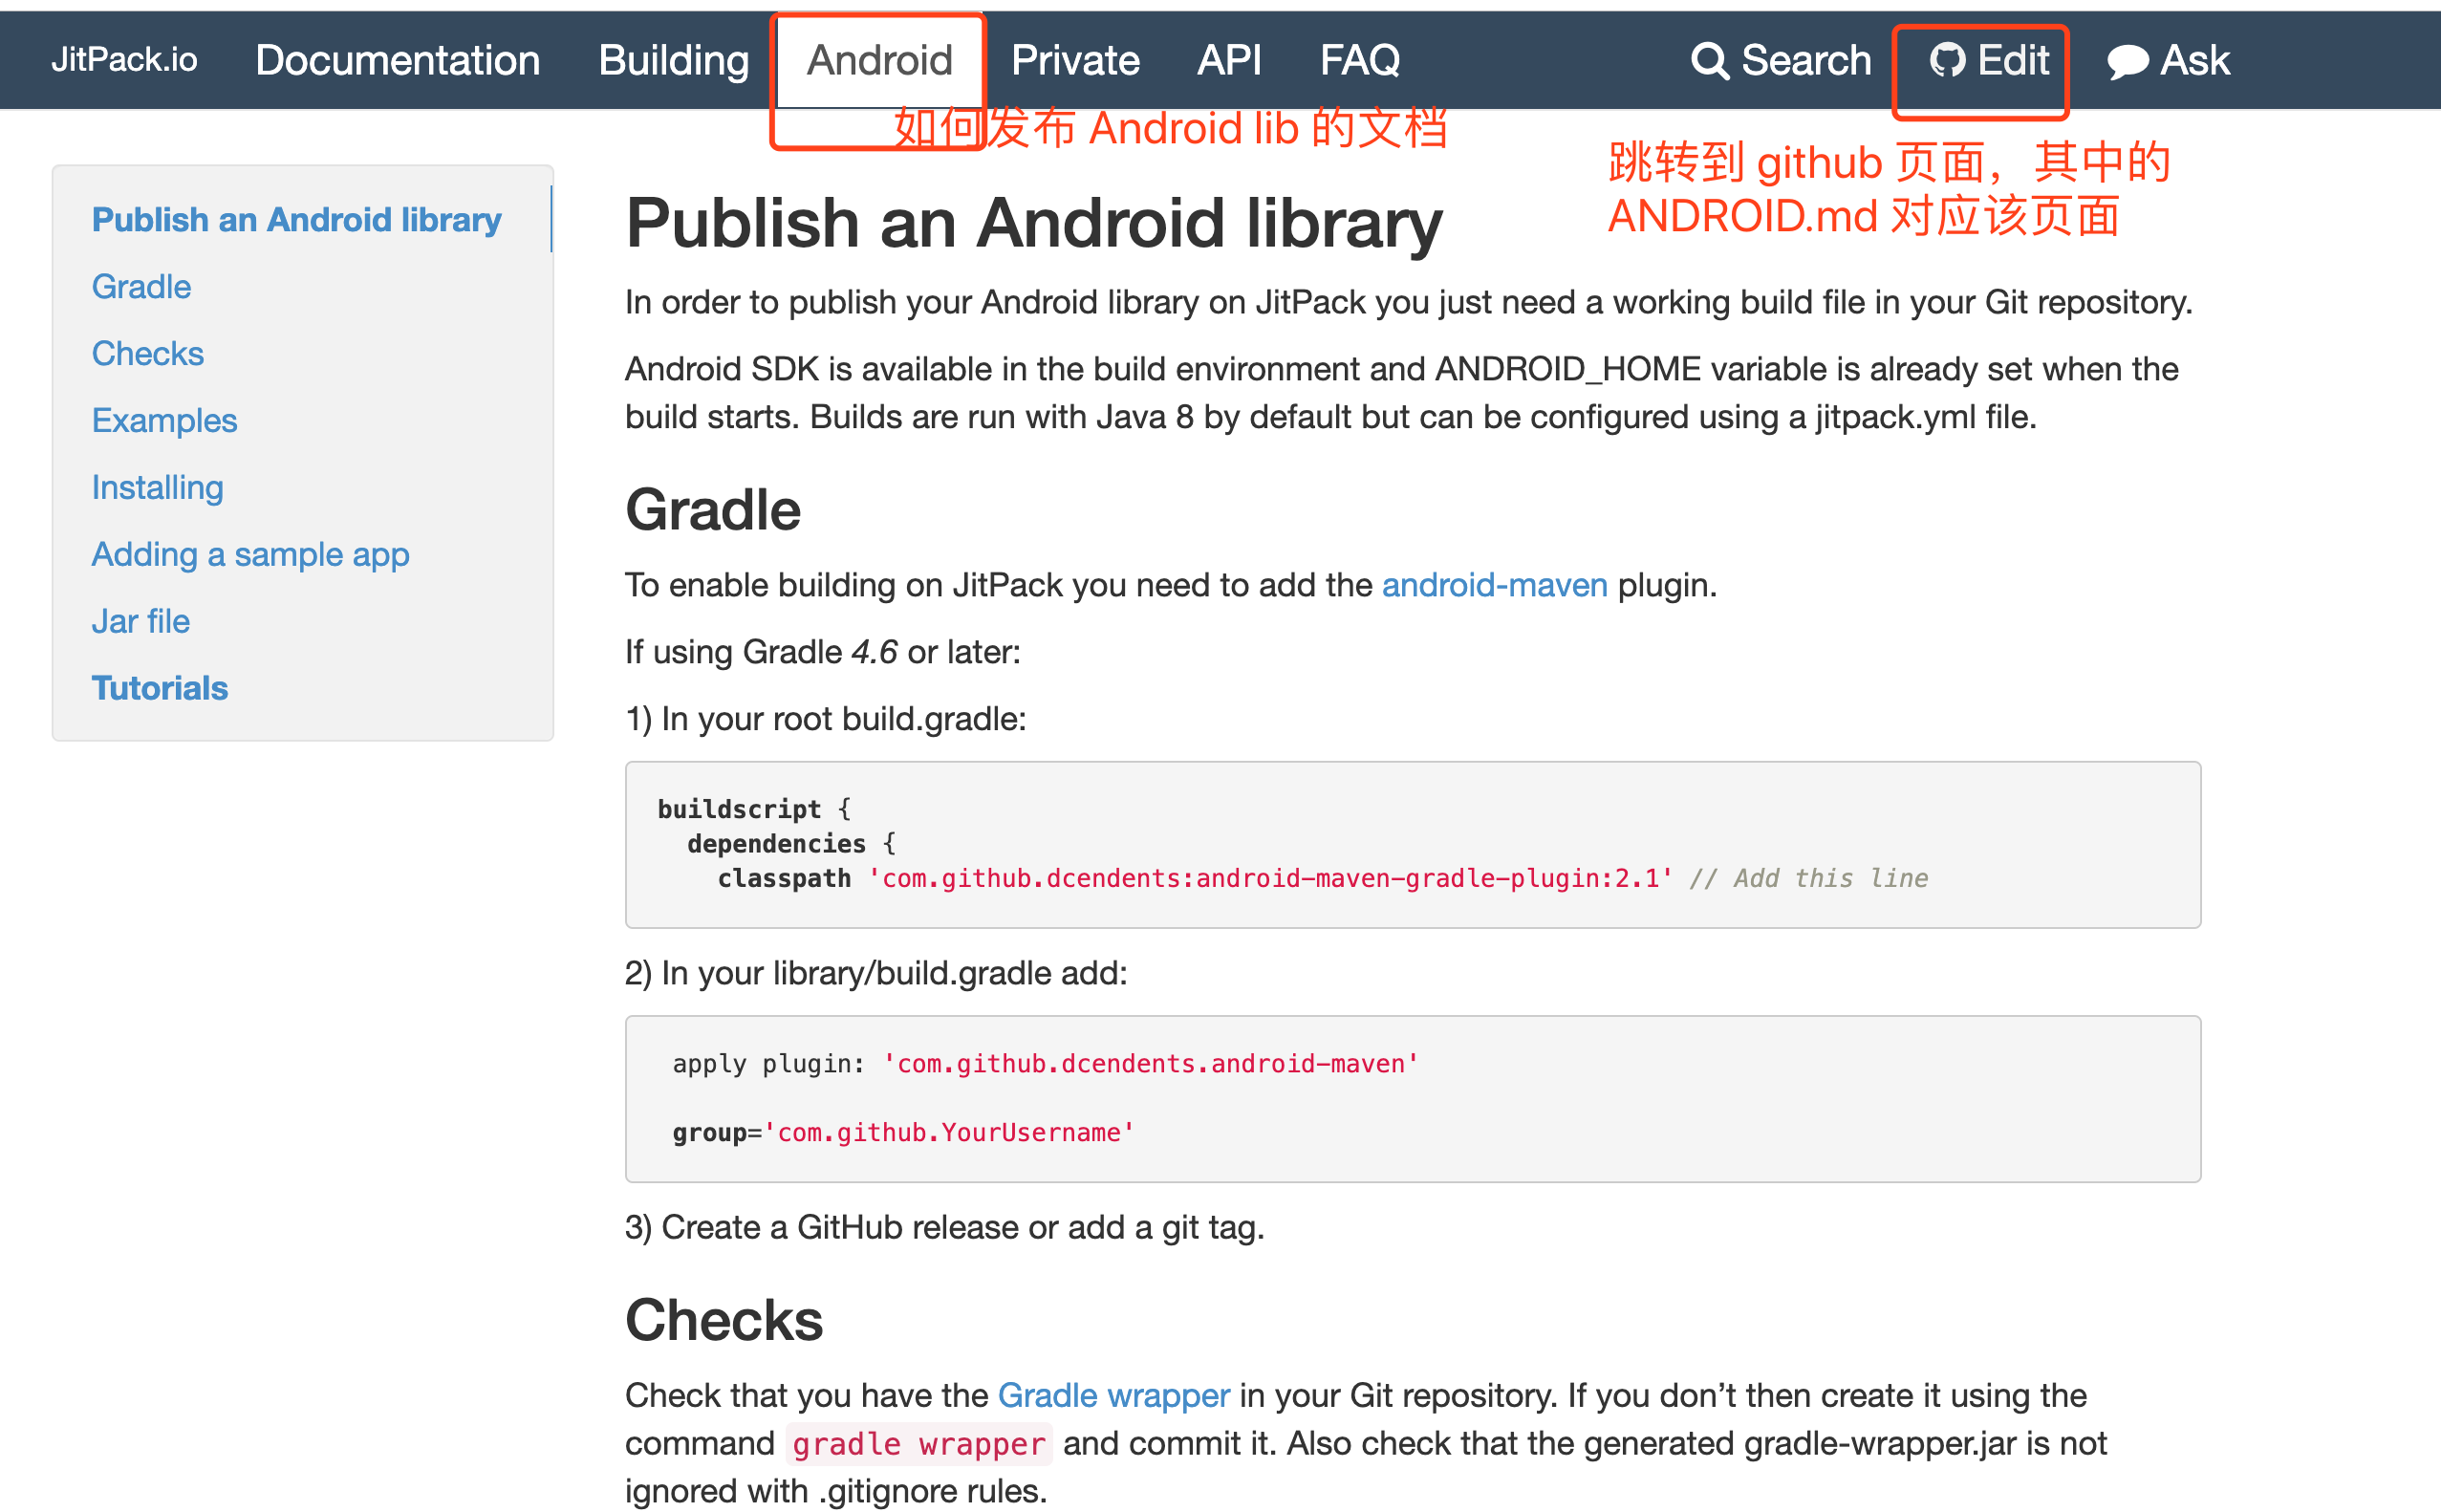 JitPack.io Documentation Building Android Private API FAQ Search Edit Ask
如何发布 Android lib 的文档
跳转到 github 页面，其中的
ANDROID.md 对应该页面
Publish an Android library
Gradle
Checks
Examples
Installing
Adding a sample app
Jar file
Tutorials
Publish an Android library
In order to publish your Android library on JitPack you just need a working build file in your Git repository.
Android SDK is available in the build environment and ANDROID_HOME variable is already set when the
build starts. Builds are run with Java 8 by default but can be configured using a jitpack.yml file.
Gradle
To enable building on JitPack you need to add the android-maven plugin.
If using Gradle 4.6 or later:
1) In your root build.gradle:
buildscript {
dependencies {
classpath 'com.github.dcendents:android-maven-gradle-plugin:2.1' // Add this line
2) In your library/build.gradle add:
apply plugin: 'com.github.dcendents.android-maven'
group='com.github.YourUsername'
3) Create a GitHub release or add a git tag.
Checks
Check that you have the Gradle wrapper in your Git repository. If you don’t then create it using the
command gradle wrapper and commit it. Also check that the generated gradle-wrapper.jar is not
ignored with .gitignore rules.